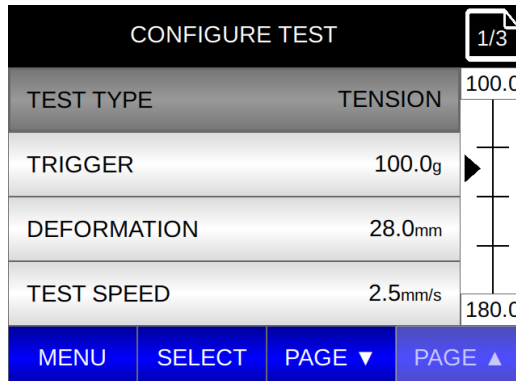 CONFIGURE TEST
1/3
TEST TYPE TENSION
100.0
TRIGGER 100.0g
DEFORMATION 28.0mm
TEST SPEED 2.5mm/s
180.0
MENU SELECT PAGE ▼ PAGE ▲